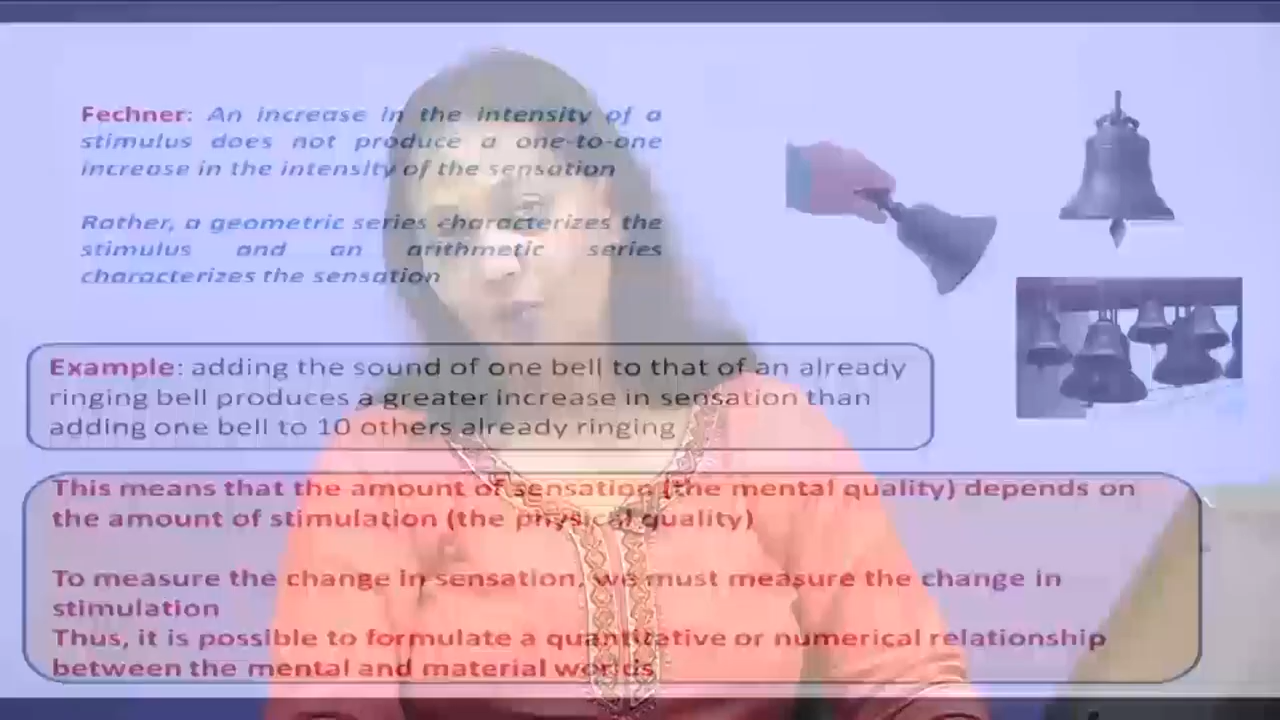 Fechner: An increase in the intensity of a
stimulus does not produce a one-to-one
increase in the intensity of the sensation
Rather, a geometric series characterizes the
stimulus and an arithmetic series
characterizes the sensation
Example: adding the sound of one bell to that of an already
ringing bell produces a greater increase in sensation than
adding one bell to 10 others already ringing
This means that the amount of sensation (the mental quality) depends on
the amount of stimulation (the physical quality)
To measure the change in sensation, we must measure the change in
stimulation
Thus, it is possible to formulate a quantitative or numerical relationship
between the mental and material worlds